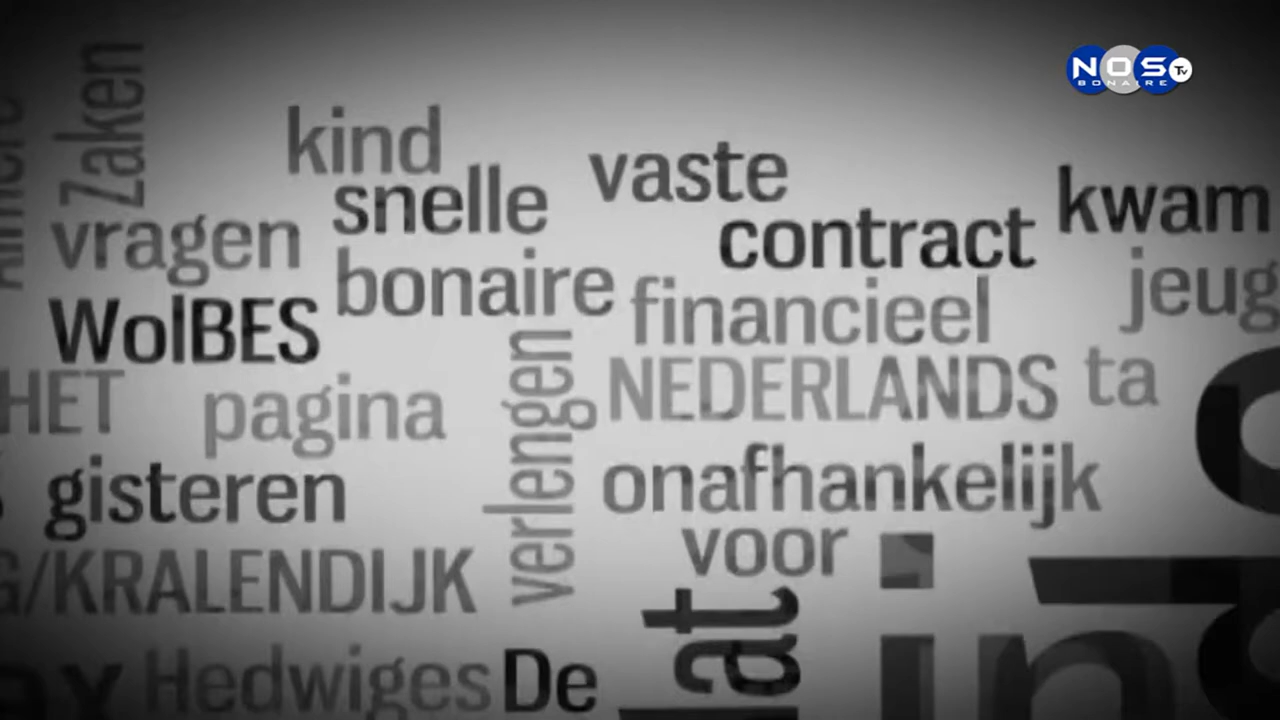 NOS TV
BONAIRE
Zaken
kind
vaste
snelle
kwam
vragen
contract
bonaire
financieel
WolBES
verlengen
HET
NEDERLANDS
ta
pagina
gisteren
onafhankelijk
voor
G/KRALENDIJK
Hedwiges
De